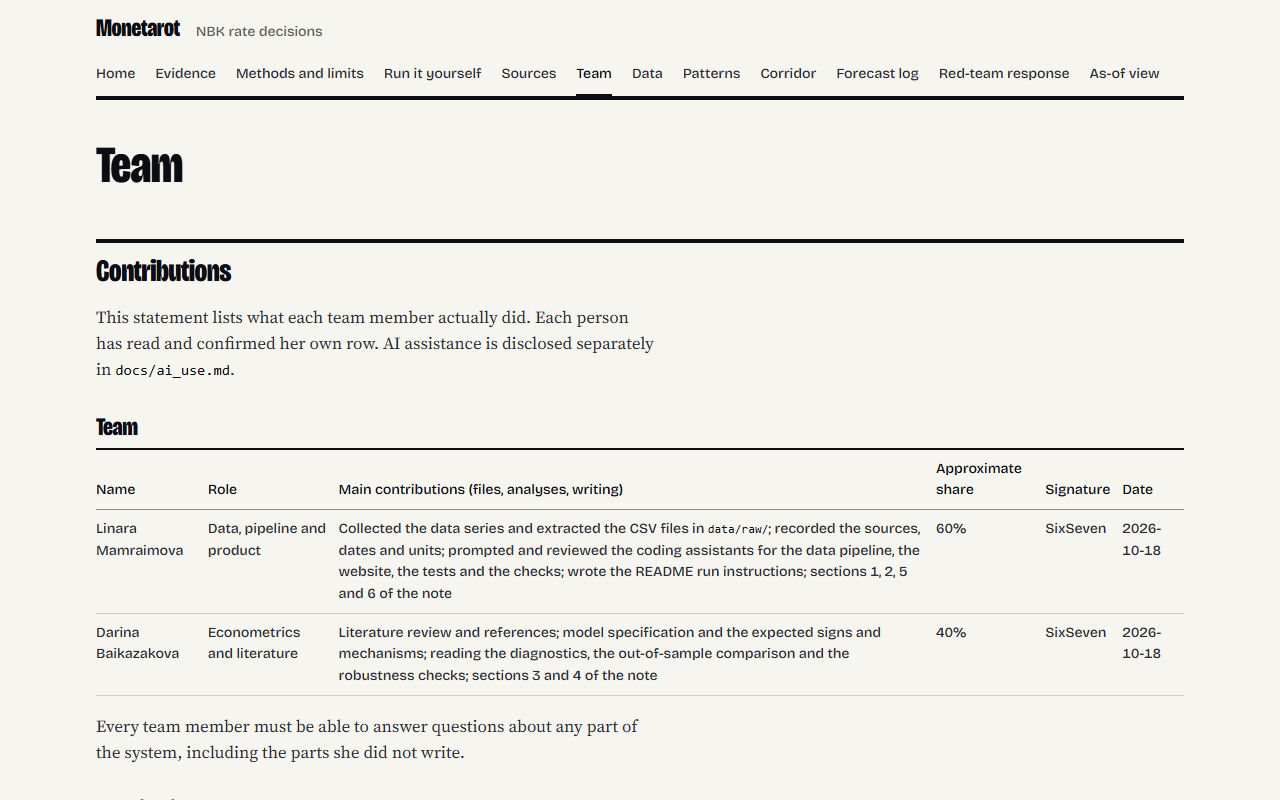 Monetarot NBK rate decisions
Home Evidence Methods and limits Run it yourself Sources Team Data Patterns Corridor Forecast log Red-team response As-of view
Team
Contributions
This statement lists what each team member actually did. Each person
has read and confirmed her own row. AI assistance is disclosed separately
in docs/ai_use.md.
Team
Name Role Main contributions (files, analyses, writing) Approximate share Signature Date
Linara Mamraimova
Data, pipeline and product
Collected the data series and extracted the CSV files in data/raw/; recorded the sources,
dates and units; prompted and reviewed the coding assistants for the data pipeline, the
website, the tests and the checks; wrote the README run instructions; sections 1, 2, 5
and 6 of the note
60%
SixSeven
2026-10-18
Darina Baikazakova
Econometrics and literature
Literature review and references; model specification and the expected signs and
mechanisms; reading the diagnostics, the out-of-sample comparison and the
robustness checks; sections 3 and 4 of the note
40%
SixSeven
2026-10-18
Every team member must be able to answer questions about any part of
the system, including the parts she did not write.